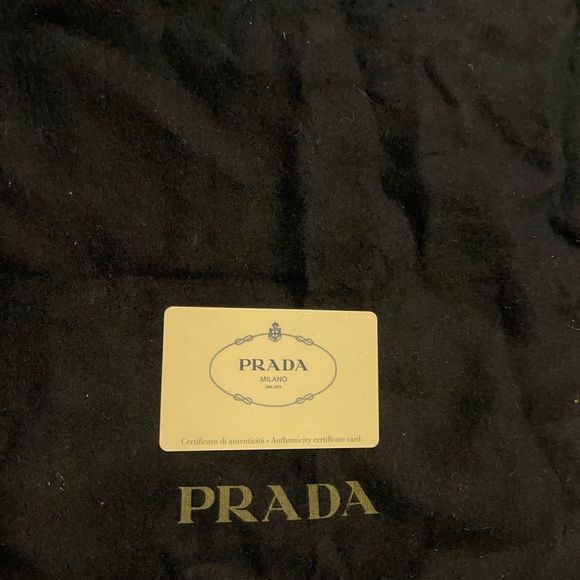 PRADA
MILANO
DAL 1913
Certificato di autenticità • Authenticity certificate card
PRADA